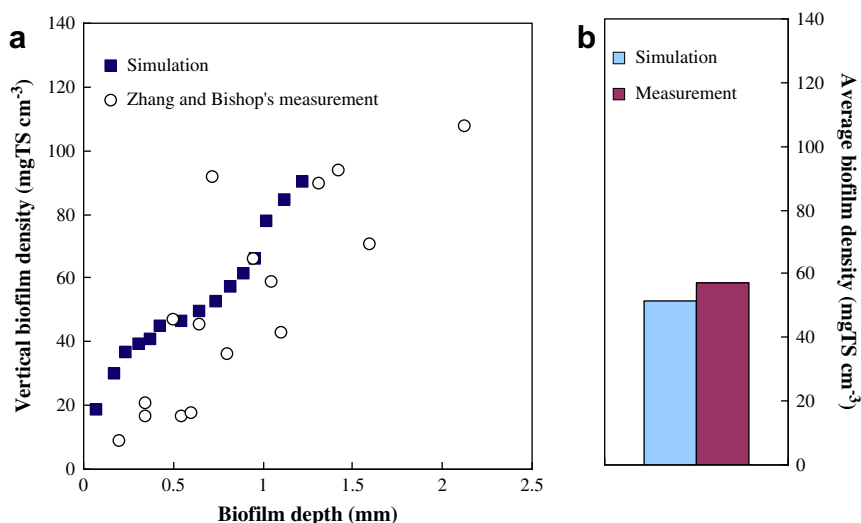 a
Vertical biofilm density (mgTS cm-3)
140
120
100
80
60
40
20
0
Simulation
Zhang and Bishop's measurement
0
0.5
1
1.5
2
2.5
Biofilm depth (mm)
b
Simulation
Measurement
140
120
100
80
60
40
20
0
Average biofilm density (mgTS cm-3)